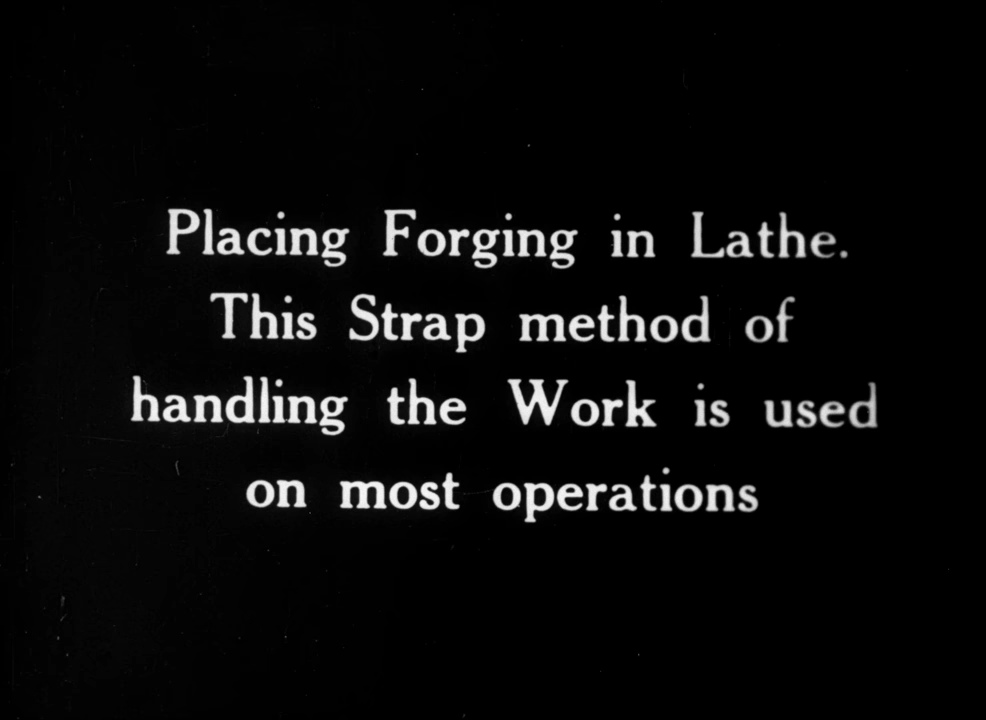 Placing Forging in Lathe.
This Strap method of
handling the Work is used
on most operations